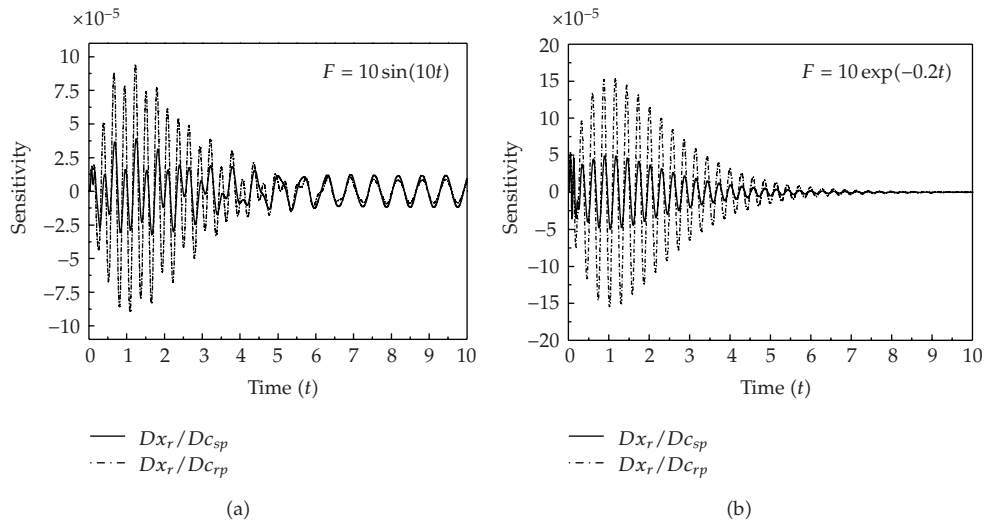 ×10⁻⁵
10
7.5
5
2.5
0
−2.5
−5
−7.5
−10
Sensitivity
F = 10 sin(10t)
0 1 2 3 4 5 6 7 8 9 10
Time (t)
Dx_r/Dc_sp
Dx_r/Dc_rp
(a)
×10⁻⁵
20
15
10
5
0
−5
−10
−15
−20
Sensitivity
F = 10 exp(−0.2t)
0 1 2 3 4 5 6 7 8 9 10
Time (t)
Dx_r/Dc_sp
Dx_r/Dc_rp
(b)